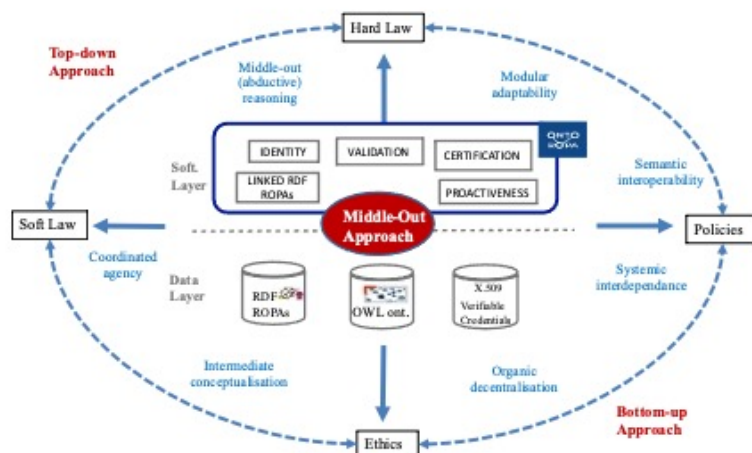 Hard Law
Top-down
Approach
Middle-out
(abductive)
reasoning
Modular
adaptability
ONTO
ROPA
IDENTITY
VALIDATION
CERTIFICATION
Soft.
Layer
LINKED RDF
ROPAs
PROACTIVENESS
Semantic
interoperability
Middle-Out
Approach
Soft Law
Policies
Coordinated
agency
Systemic
interdependance
Data
Layer
RDF
ROPAs
OWL ont.
X.509
Verifiable
Credentials
Intermediate
conceptualisation
Organic
decentralisation
Bottom-up
Approach
Ethics